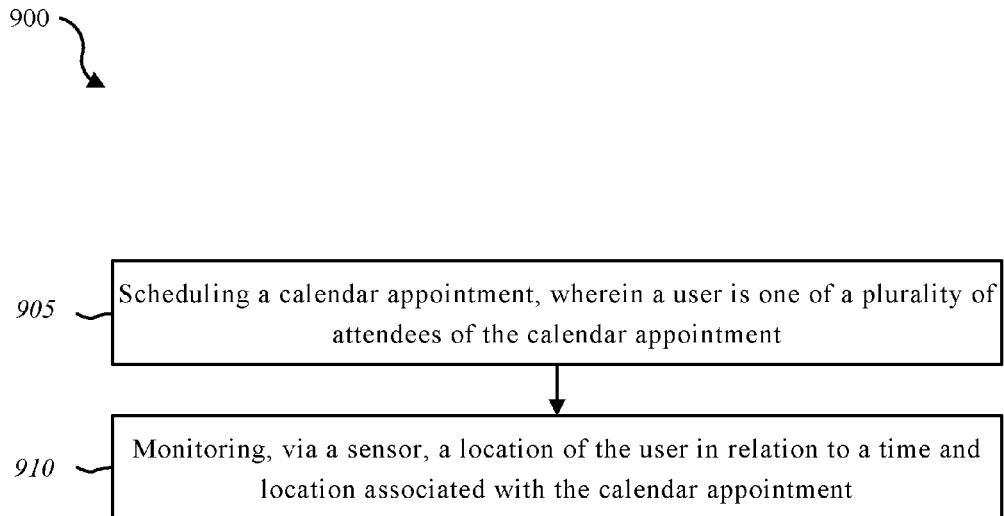 900
905
Scheduling a calendar appointment, wherein a user is one of a plurality of
attendees of the calendar appointment
910
Monitoring, via a sensor, a location of the user in relation to a time and
location associated with the calendar appointment